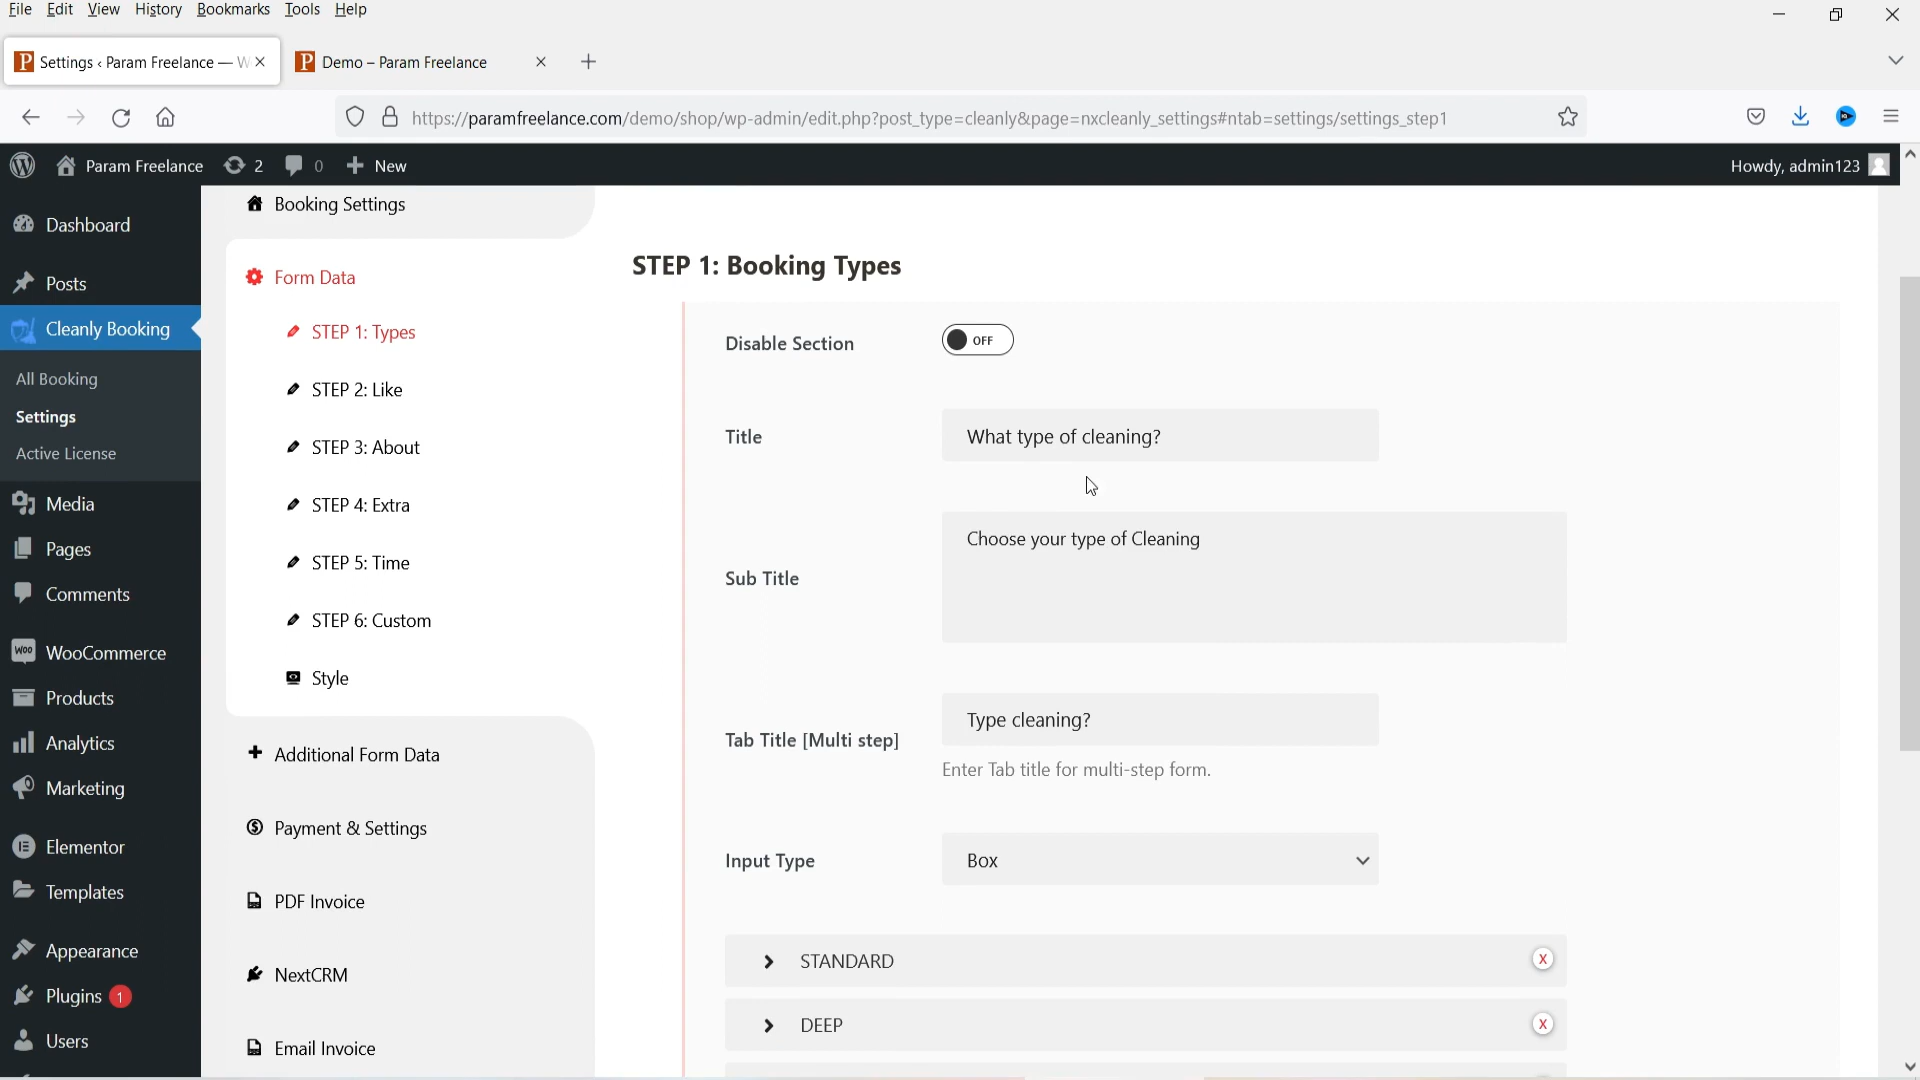 File Edit View History Bookmarks Tools Help
Settings ‹ Param Freelance — W
Demo – Param Freelance
https://paramfreelance.com/demo/shop/wp-admin/edit.php?post_type=cleanly&page=nxcleanly_settings#ntab=settings/settings_step1
Param Freelance 2 0 New
Howdy, admin123
Dashboard
Posts
Cleanly Booking
All Booking
Settings
Active License
Media
Pages
Comments
WooCommerce
Products
Analytics
Marketing
Elementor
Templates
Appearance
Plugins 1
Users
Booking Settings
Form Data
STEP 1: Types
STEP 2: Like
STEP 3: About
STEP 4: Extra
STEP 5: Time
STEP 6: Custom
Style
Additional Form Data
Payment & Settings
PDF Invoice
NextCRM
Email Invoice
STEP 1: Booking Types
Disable Section OFF
Title What type of cleaning?
Sub Title Choose your type of Cleaning
Tab Title [Multi step] Type cleaning?
Enter Tab title for multi-step form.
Input Type Box
STANDARD X
DEEP X